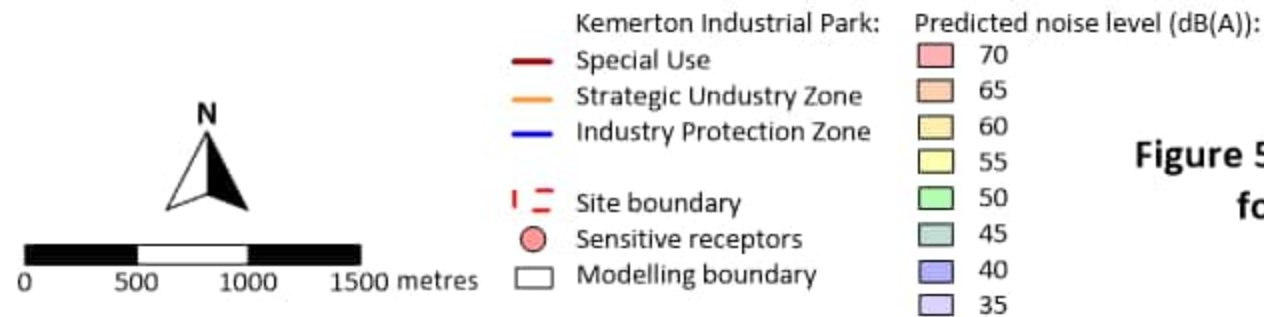 Kemerton Industrial Park:
Special Use
Strategic Undustry Zone
Industry Protection Zone
Site boundary
Sensitive receptors
Modelling boundary
Predicted noise level (dB(A)):
70
65
60
55
50
45
40
35
N
0 500 1000 1500 metres
Figure 5
fo